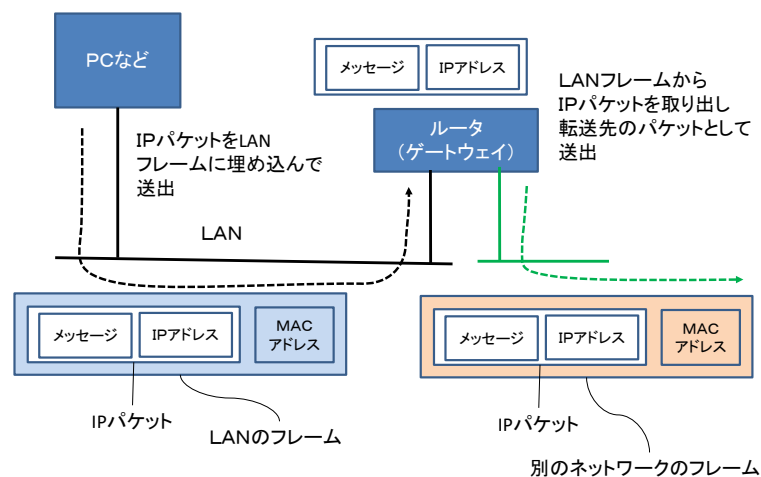 PCなど
メッセージ
IPアドレス
LANフレームから
IPパケットを取り出し
転送先のパケットとして
送出
ルータ
(ゲートウェイ)
IPパケットをLAN
フレームに埋め込んで
送出
LAN
メッセージ
IPアドレス
MAC
アドレス
メッセージ
IPアドレス
MAC
アドレス
IPパケット
LANのフレーム
IPパケット
別のネットワークのフレーム